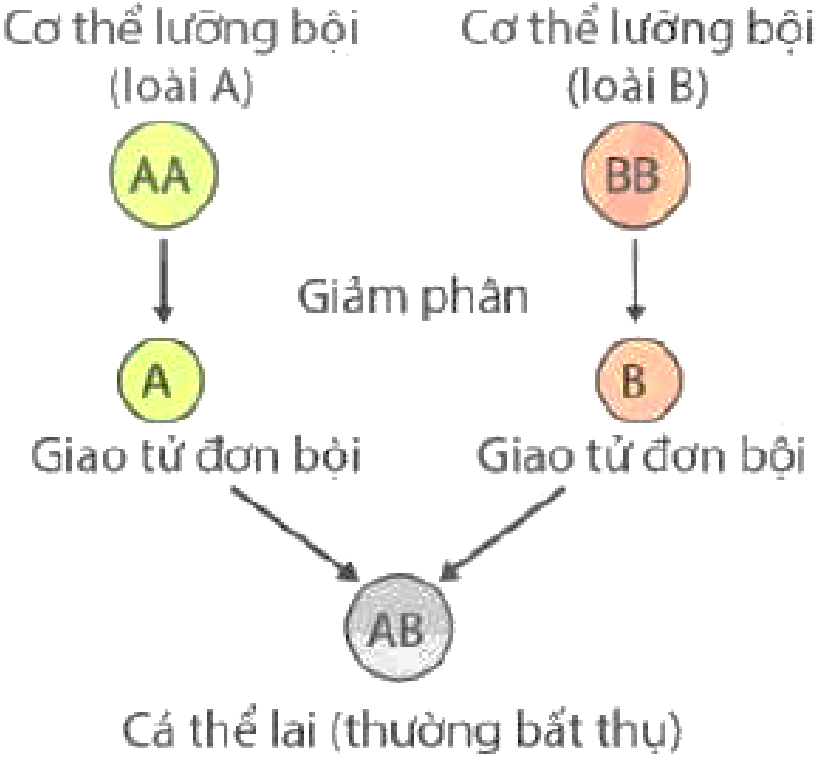 Cơ thể lưỡng bội
(loài A)
Cơ thể lưỡng bội
(loài B)
AA
BB
Giảm phân
A
B
Giao tử đơn bội
Giao tử đơn bội
AB
Cá thể lai (thường bất thụ)